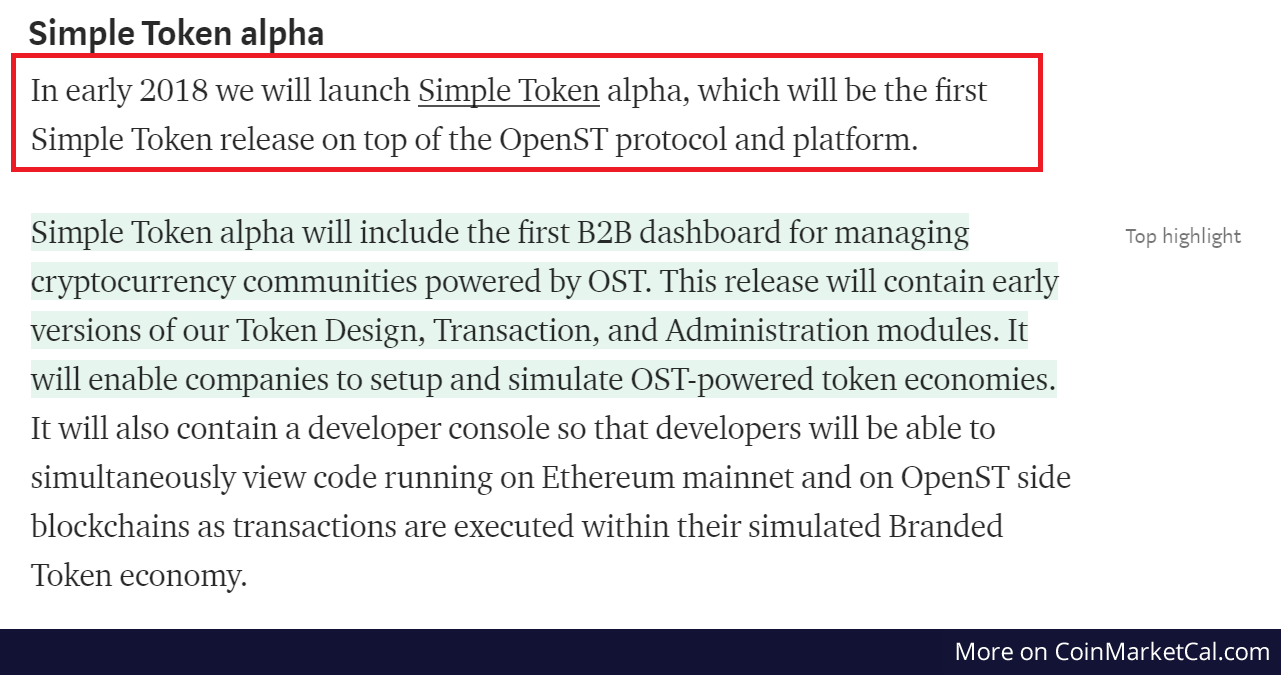 Simple Token alpha
In early 2018 we will launch Simple Token alpha, which will be the first
Simple Token release on top of the OpenST protocol and platform.
Simple Token alpha will include the first B2B dashboard for managing
Top highlight
cryptocurrency communities powered by OST. This release will contain early
versions of our Token Design, Transaction, and Administration modules. It
will enable companies to setup and simulate OST-powered token economies.
It will also contain a developer console so that developers will be able to
simultaneously view code running on Ethereum mainnet and on OpenST side
blockchains as transactions are executed within their simulated Branded
Token economy.
More on CoinMarketCal.com